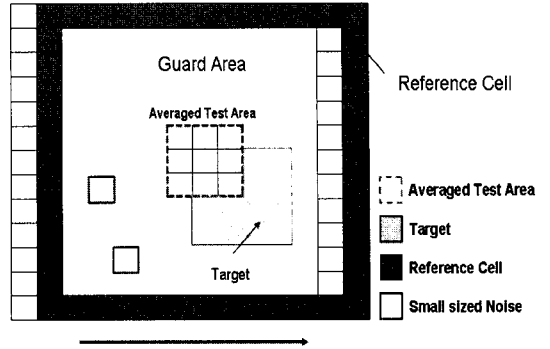 Guard Area
Reference Cell
Averaged Test Area
Target
Averaged Test Area
Target
Reference Cell
Small sized Noise